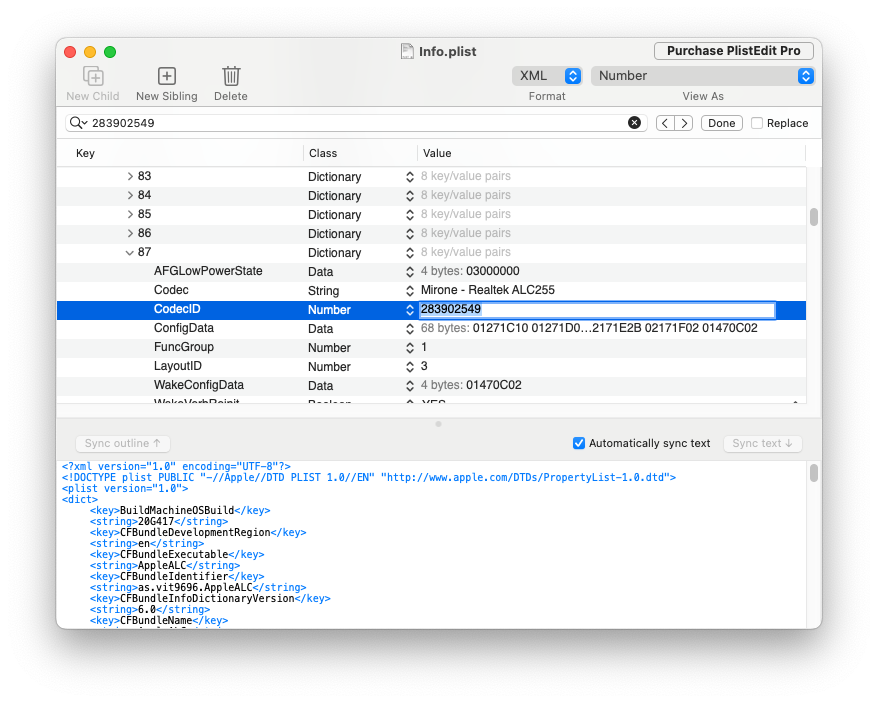 Info.plist
Purchase PlistEdit Pro
New Child
New Sibling
Delete
XML
Number
Format
View As
283902549
Done
Replace
Key Class Value
83 Dictionary 8 key/value pairs
84 Dictionary 8 key/value pairs
85 Dictionary 8 key/value pairs
86 Dictionary 8 key/value pairs
87 Dictionary 8 key/value pairs
AFGLowPowerState Data 4 bytes: 03000000
Codec String Mirone - Realtek ALC255
CodecID Number 283902549
ConfigData Data 68 bytes: 01271C10 01271D0...2171E2B 02171F02 01470C02
FuncGroup Number 1
LayoutID Number 3
WakeConfigData Data 4 bytes: 01470C02
WakeVerbReinit Boolean YES
Sync outline ↑
Automatically sync text
Sync text ↓
<?xml version="1.0" encoding="UTF-8"?>
<!DOCTYPE plist PUBLIC "-//Apple//DTD PLIST 1.0//EN" "http://www.apple.com/DTDs/PropertyList-1.0.dtd">
<plist version="1.0">
<dict>
<key>BuildMachineOSBuild</key>
<string>20G417</string>
<key>CFBundleDevelopmentRegion</key>
<string>en</string>
<key>CFBundleExecutable</key>
<string>AppleALC</string>
<key>CFBundleIdentifier</key>
<string>as.vit9696.AppleALC</string>
<key>CFBundleInfoDictionaryVersion</key>
<string>6.0</string>
<key>CFBundleName</key>